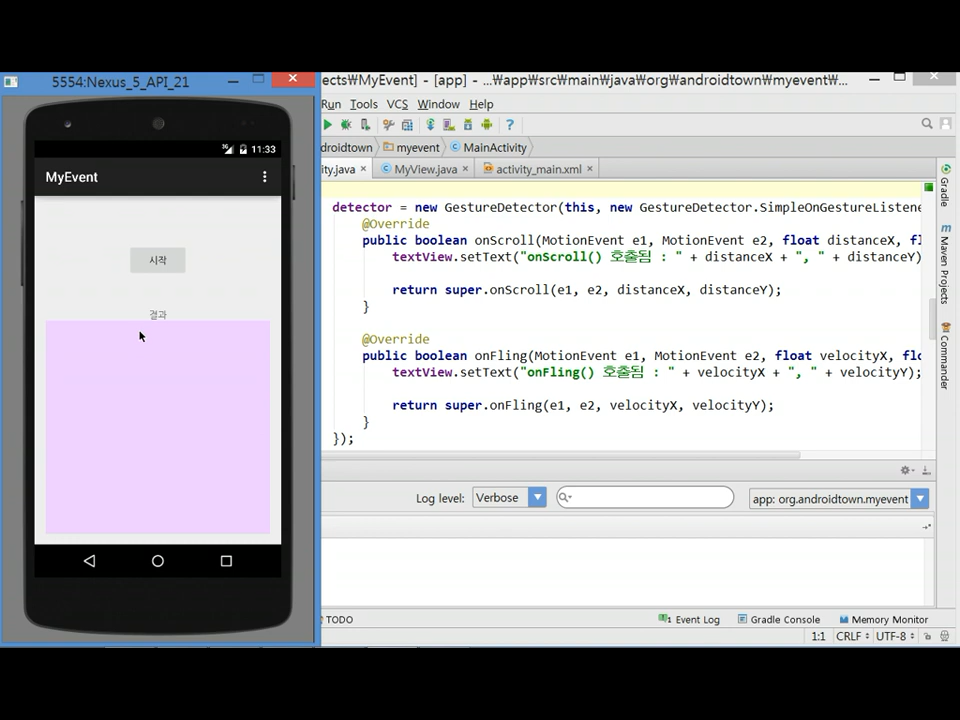 5554:Nexus_5_API_21
ects₩MyEvent] - [app] - ...₩app₩src₩main₩java₩org₩androidtown₩myevent₩...
Run Tools VCS Window Help
droidtown myevent MainActivity
ity.java MyView.java activity_main.xml
11:33
MyEvent
시작
결과
detector = new GestureDetector(this, new GestureDetector.SimpleOnGestureListene
@Override
public boolean onScroll(MotionEvent e1, MotionEvent e2, float distanceX, fl
textView.setText("onScroll() 호출됨 : " + distanceX + ", " + distanceY)
return super.onScroll(e1, e2, distanceX, distanceY);
}
@Override
public boolean onFling(MotionEvent e1, MotionEvent e2, float velocityX, flo
textView.setText("onFling() 호출됨 : " + velocityX + ", " + velocityY);
return super.onFling(e1, e2, velocityX, velocityY);
}
});
Gradle
Maven Projects
Commander
Log level: Verbose app: org.androidtown.myevent
TODO Event Log Gradle Console Memory Monitor
1:1 CRLF UTF-8